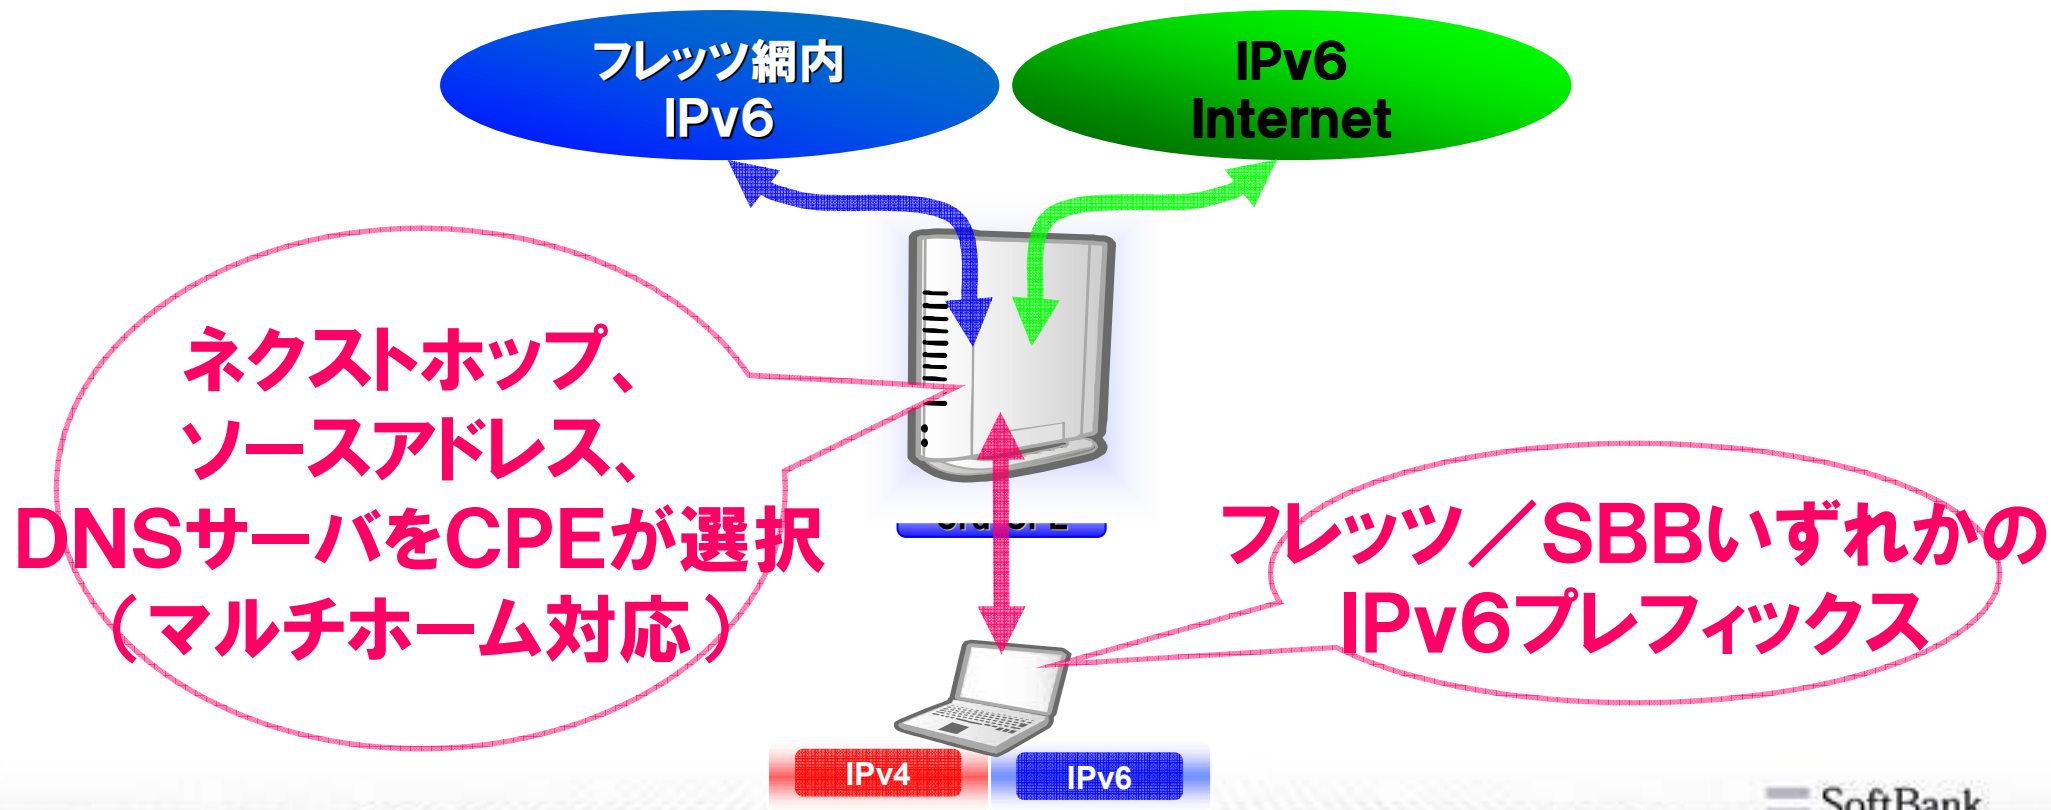 フレッツ網内
IPv6
IPv6
Internet
ネクストホップ、
ソースアドレス、
DNSサーバをCPEが選択
（マルチホーム対応）
フレッツ／SBBいずれかの
IPv6プレフィックス
IPv4
IPv6
SoftBank